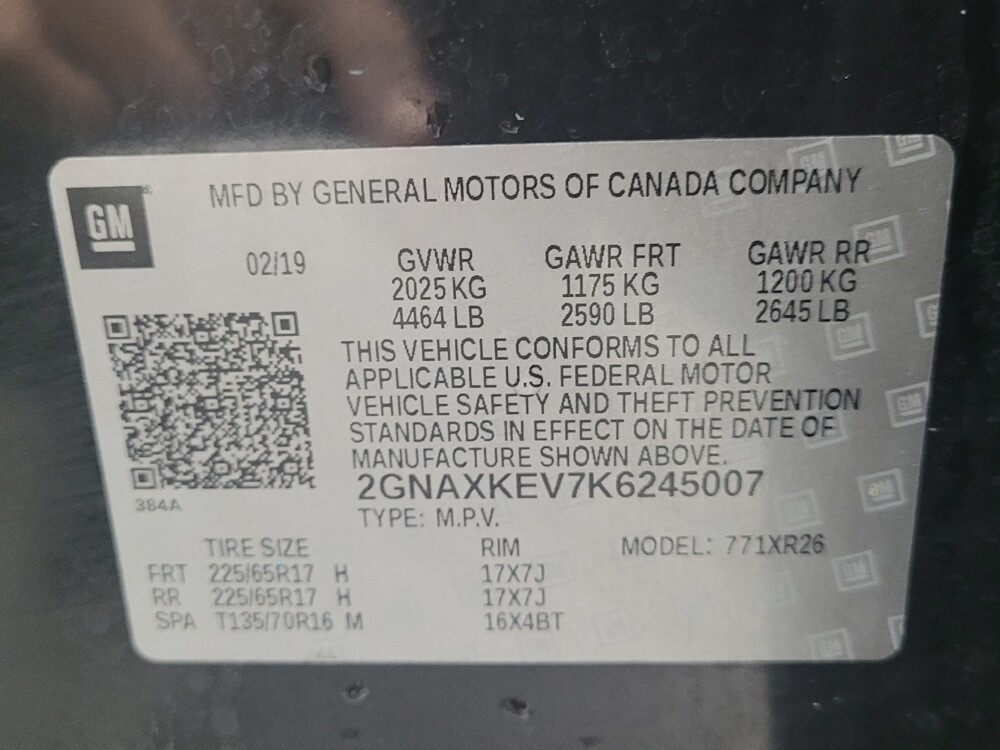 GM
MFD BY GENERAL MOTORS OF CANADA COMPANY
02/19 GVWR GAWR FRT GAWR RR
2025 KG 1175 KG 1200 KG
4464 LB 2590 LB 2645 LB
THIS VEHICLE CONFORMS TO ALL
APPLICABLE U.S. FEDERAL MOTOR
VEHICLE SAFETY AND THEFT PREVENTION
STANDARDS IN EFFECT ON THE DATE OF
MANUFACTURE SHOWN ABOVE.
2GNAXKEV7K6245007
384A
TYPE: M.P.V.
TIRE SIZE RIM MODEL: 771XR26
FRT 225/65R17 H 17X7J
RR 225/65R17 H 17X7J
SPA T135/70R16 M 16X4BT